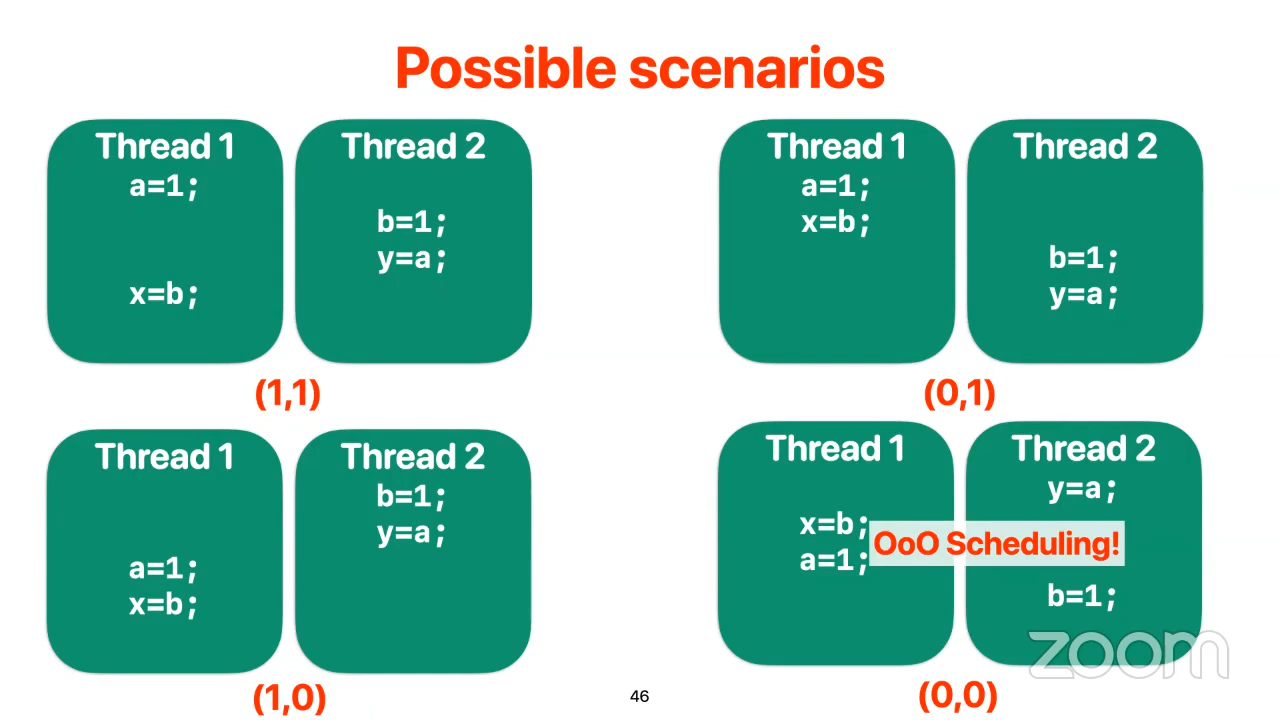 Possible scenarios
Thread 1
a=1;
x=b;
Thread 2
b=1;
y=a;
(1,1)
Thread 1
a=1;
x=b;
Thread 2
b=1;
y=a;
(0,1)
Thread 1
a=1;
x=b;
Thread 2
b=1;
y=a;
(1,0)
Thread 1
x=b;
a=1;
Thread 2
y=a;
OoO Scheduling!
b=1;
(0,0)
zoom
46